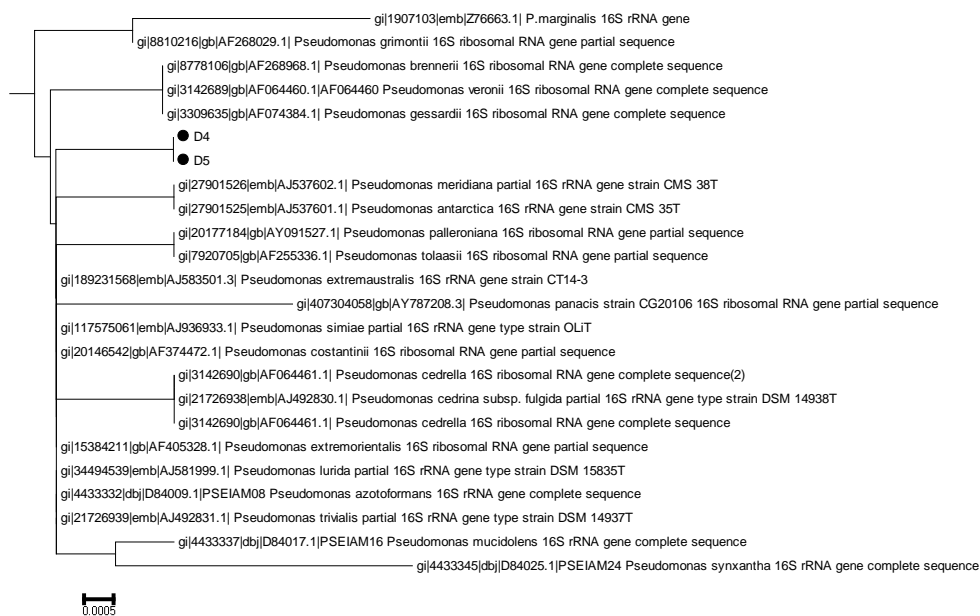 gi|1907103|emb|Z76663.1| P.marginalis 16S rRNA gene
gi|8810216|gb|AF268029.1| Pseudomonas grimontii 16S ribosomal RNA gene partial sequence
gi|8778106|gb|AF268968.1| Pseudomonas brennerii 16S ribosomal RNA gene complete sequence
gi|3142689|gb|AF064460.1|AF064460 Pseudomonas veronii 16S ribosomal RNA gene complete sequence
gi|3309635|gb|AF074384.1| Pseudomonas gessardii 16S ribosomal RNA gene complete sequence
D4
D5
gi|27901526|emb|AJ537602.1| Pseudomonas meridiana partial 16S rRNA gene strain CMS 38T
gi|27901525|emb|AJ537601.1| Pseudomonas antarctica 16S rRNA gene strain CMS 35T
gi|20177184|gb|AY091527.1| Pseudomonas palleroniana 16S ribosomal RNA gene partial sequence
gi|7920705|gb|AF255336.1| Pseudomonas tolaasii 16S ribosomal RNA gene partial sequence
gi|189231568|emb|AJ583501.3| Pseudomonas extremaustralis 16S rRNA gene strain CT14-3
gi|407304058|gb|AY787208.3| Pseudomonas panacis strain CG20106 16S ribosomal RNA gene partial sequence
gi|117575061|emb|AJ936933.1| Pseudomonas simiae partial 16S rRNA gene type strain OLiT
gi|20146542|gb|AF374472.1| Pseudomonas costantinii 16S ribosomal RNA gene partial sequence
gi|3142690|gb|AF064461.1| Pseudomonas cedrella 16S ribosomal RNA gene complete sequence(2)
gi|21726938|emb|AJ492830.1| Pseudomonas cedrina subsp. fulgida partial 16S rRNA gene type strain DSM 14938T
gi|3142690|gb|AF064461.1| Pseudomonas cedrella 16S ribosomal RNA gene complete sequence
gi|15384211|gb|AF405328.1| Pseudomonas extremorientalis 16S ribosomal RNA gene partial sequence
gi|34494539|emb|AJ581999.1| Pseudomonas lurida partial 16S rRNA gene type strain DSM 15835T
gi|4433332|dbj|D84009.1|PSEIAM08 Pseudomonas azotoformans 16S rRNA gene complete sequence
gi|21726939|emb|AJ492831.1| Pseudomonas trivialis partial 16S rRNA gene type strain DSM 14937T
gi|4433337|dbj|D84017.1|PSEIAM16 Pseudomonas mucidolens 16S rRNA gene complete sequence
gi|4433345|dbj|D84025.1|PSEIAM24 Pseudomonas synxantha 16S rRNA gene complete sequence
0.0005